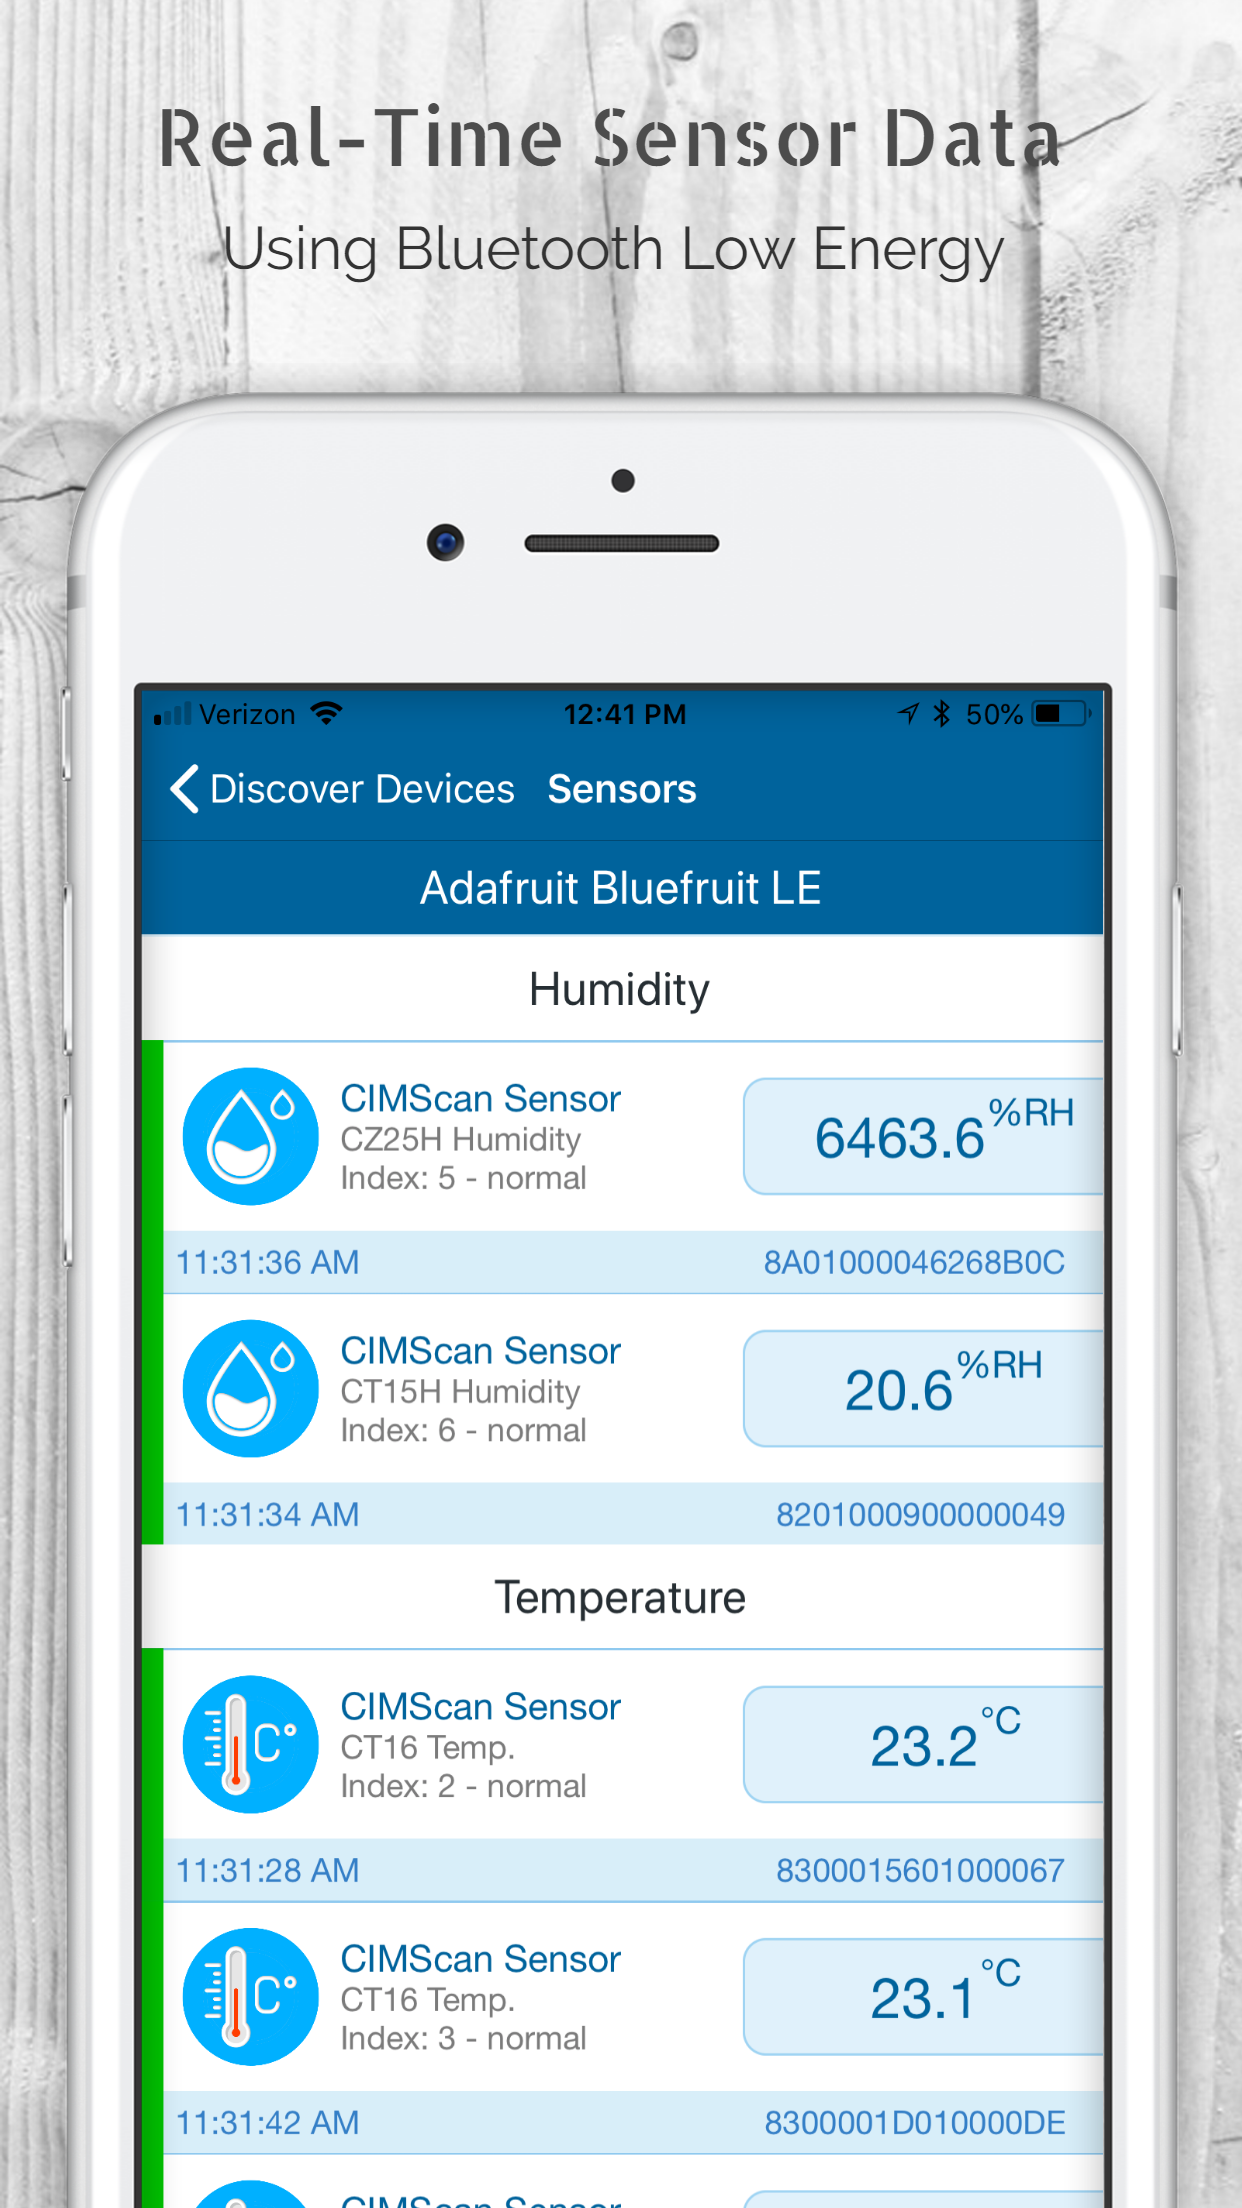 Real-Time Sensor Data
Using Bluetooth Low Energy
Verizon 12:41 PM 50%
Discover Devices Sensors
Adafruit Bluefruit LE
Humidity
CIMScan Sensor
CZ25H Humidity
Index: 5 - normal
6463.6 %RH
11:31:36 AM 8A01000046268B0C
CIMScan Sensor
CT15H Humidity
Index: 6 - normal
20.6 %RH
11:31:34 AM 8201000900000049
Temperature
C°
CIMScan Sensor
CT16 Temp.
Index: 2 - normal
23.2 °C
11:31:28 AM 8300015601000067
C°
CIMScan Sensor
CT16 Temp.
Index: 3 - normal
23.1 °C
11:31:42 AM 8300001D010000DE
CIMScan Sensor